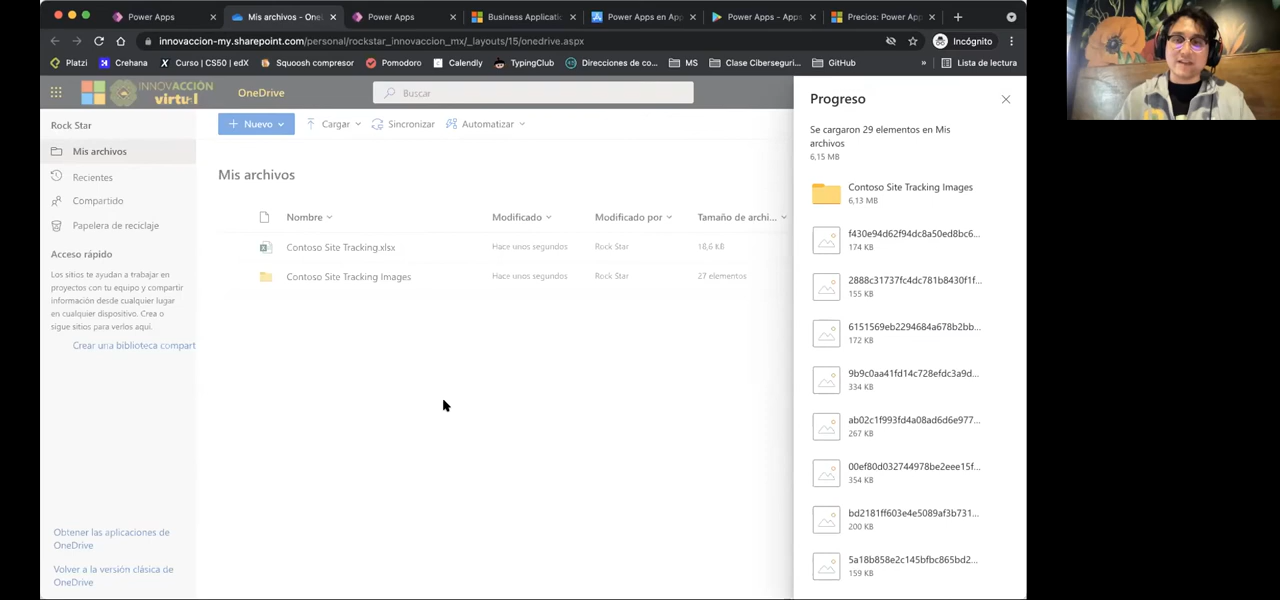 Power Apps
Mis archivos - One
Power Apps
Business Applicatio
Power Apps en App
Power Apps - Apps
Precios: Power App
innovaccion-my.sharepoint.com/personal/rockstar_innovaccion_mx/_layouts/15/onedrive.aspx
Incógnito
Platzi
Crehana
Curso | CS50 | edX
Squoosh compresor
Pomodoro
Calendly
TypingClub
Direcciones de co...
MS
Clase Cibersegur...
GitHub
»
Lista de lectura
INNOVACCIÓN
virtual
OneDrive
Buscar
Rock Star
Mis archivos
Recientes
Compartido
Papelera de reciclaje
Acceso rápido
Los sitios te ayudan a trabajar en
proyectos con tu equipo y compartir
información desde cualquier lugar
en cualquier dispositivo. Crea o
sigue sitios para verlos aquí.
Crear una biblioteca compart
Obtener las aplicaciones de
OneDrive
Volver a la versión clásica de
OneDrive
+ Nuevo
Cargar
Sincronizar
Automatizar
Mis archivos
Nombre
Modificado
Modificado por
Tamaño de archi...
Contoso Site Tracking.xlsx
Hace unos segundos
Rock Star
18,6 KB
Contoso Site Tracking Images
Hace unos segundos
Rock Star
27 elementos
Progreso
Se cargaron 29 elementos en Mis
archivos
6,15 MB
Contoso Site Tracking Images
6,13 MB
f430e94d62f94dc8a50ed8bc6...
174 KB
2888c31737fc4dc781b8430f1f...
155 KB
6151569eb2294684a678b2bb...
172 KB
9b9c0aa41fd14c728efdc3a9d...
334 KB
ab02c1f993fd4a08ad6d6e977...
267 KB
00ef80d032744978be2eee15f...
354 KB
bd2181ff603e4e5089af3b731...
200 KB
5a18b858e2c145bfbc865bd2...
159 KB